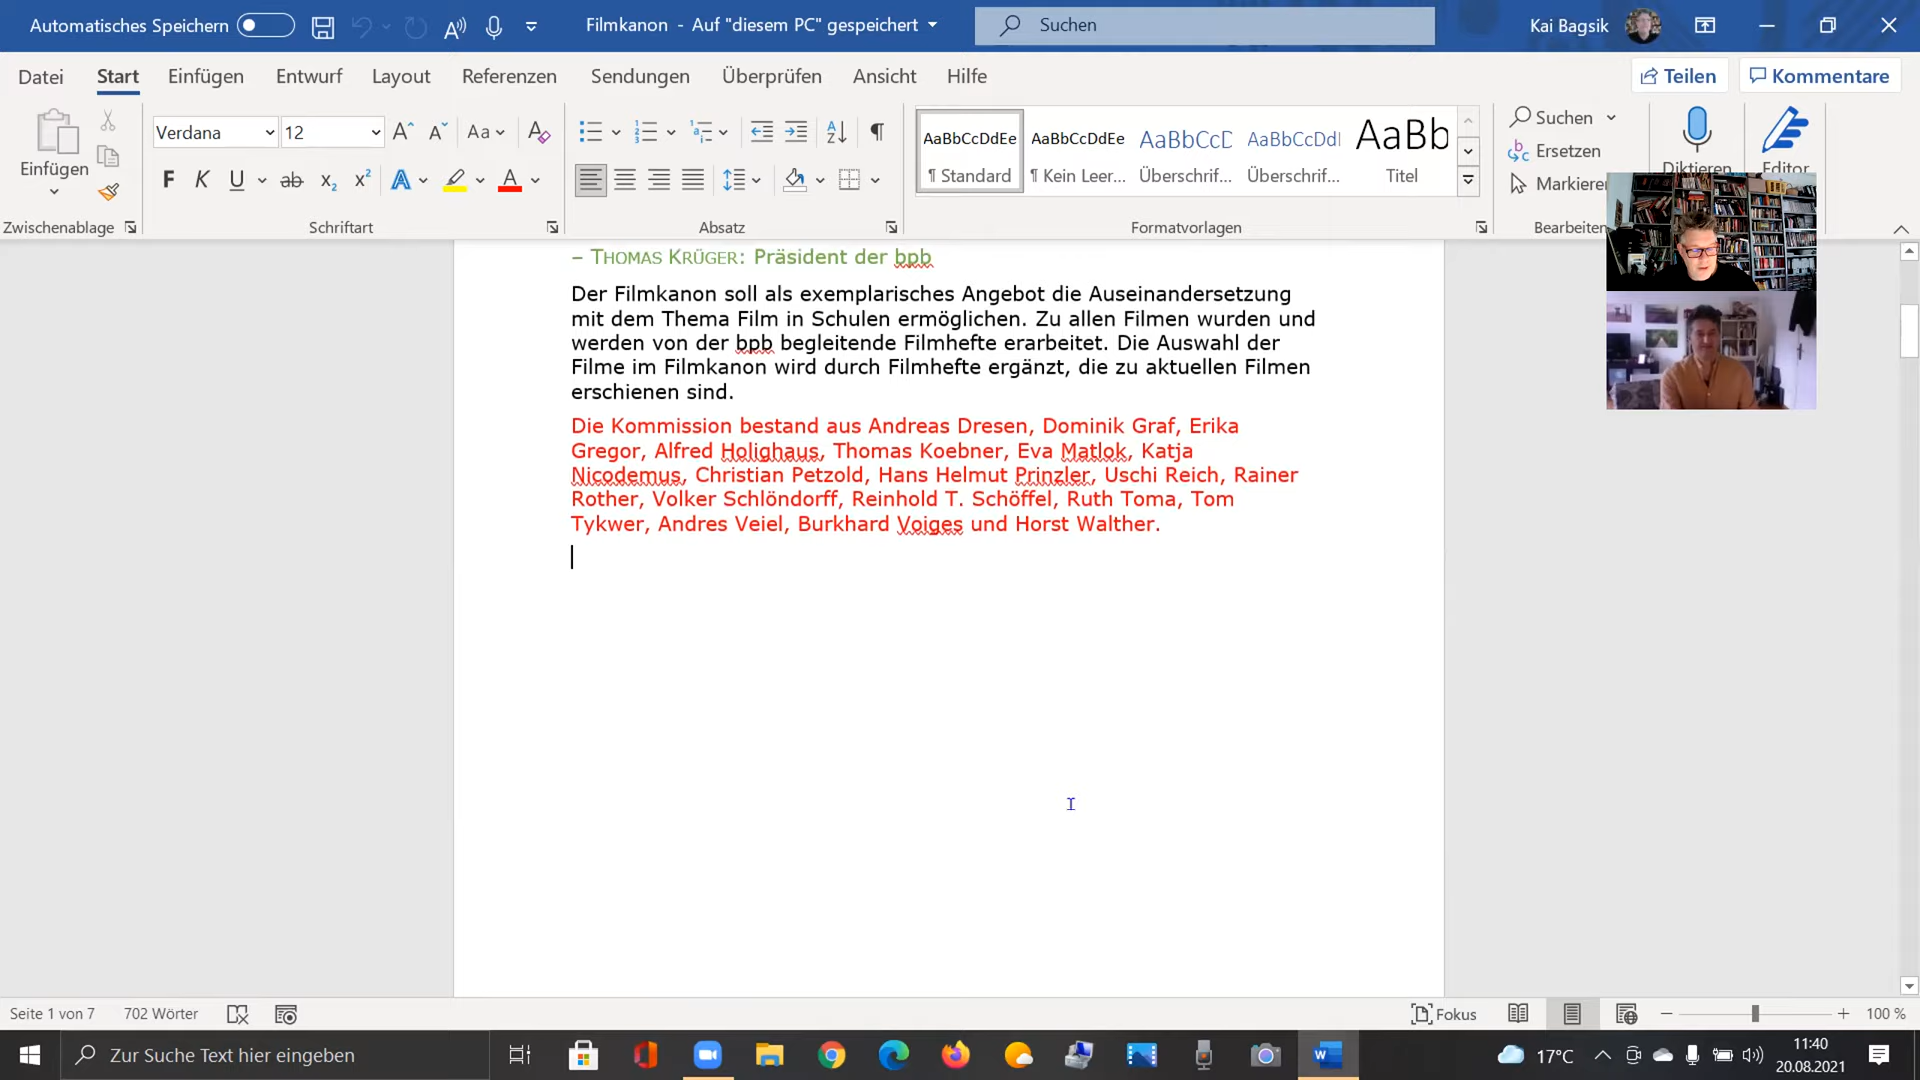 Automatisches Speichern
Filmkanon - Auf "diesem PC" gespeichert
Suchen
Kai Bagsik
Datei
Start
Einfügen
Entwurf
Layout
Referenzen
Sendungen
Überprüfen
Ansicht
Hilfe
Teilen
Kommentare
Einfügen
Zwischenablage
Verdana
12
Aa
F K U ab x₂ x²
Schriftart
Absatz
AaBbCcDdEe
¶ Standard
AaBbCcDdEe
¶ Kein Leer...
AaBbCcD
Überschrif...
AaBbCcDdI
Überschrif...
AaBb
Titel
Formatvorlagen
Suchen
Ersetzen
Markieren
Bearbeiten
Diktieren
Editor
– THOMAS KRÜGER: Präsident der bpb
Der Filmkanon soll als exemplarisches Angebot die Auseinandersetzung
mit dem Thema Film in Schulen ermöglichen. Zu allen Filmen wurden und
werden von der bpb begleitende Filmhefte erarbeitet. Die Auswahl der
Filme im Filmkanon wird durch Filmhefte ergänzt, die zu aktuellen Filmen
erschienen sind.
Die Kommission bestand aus Andreas Dresen, Dominik Graf, Erika
Gregor, Alfred Holighaus, Thomas Koebner, Eva Matlok, Katja
Nicodemus, Christian Petzold, Hans Helmut Prinzler, Uschi Reich, Rainer
Rother, Volker Schlöndorff, Reinhold T. Schöffel, Ruth Toma, Tom
Tykwer, Andres Veiel, Burkhard Voiges und Horst Walther.
Seite 1 von 7
702 Wörter
Fokus
100 %
Zur Suche Text hier eingeben
17°C
11:40
20.08.2021